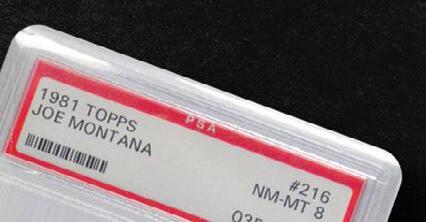 PSA
1981 TOPPS #216
JOE MONTANA NM-MT 8